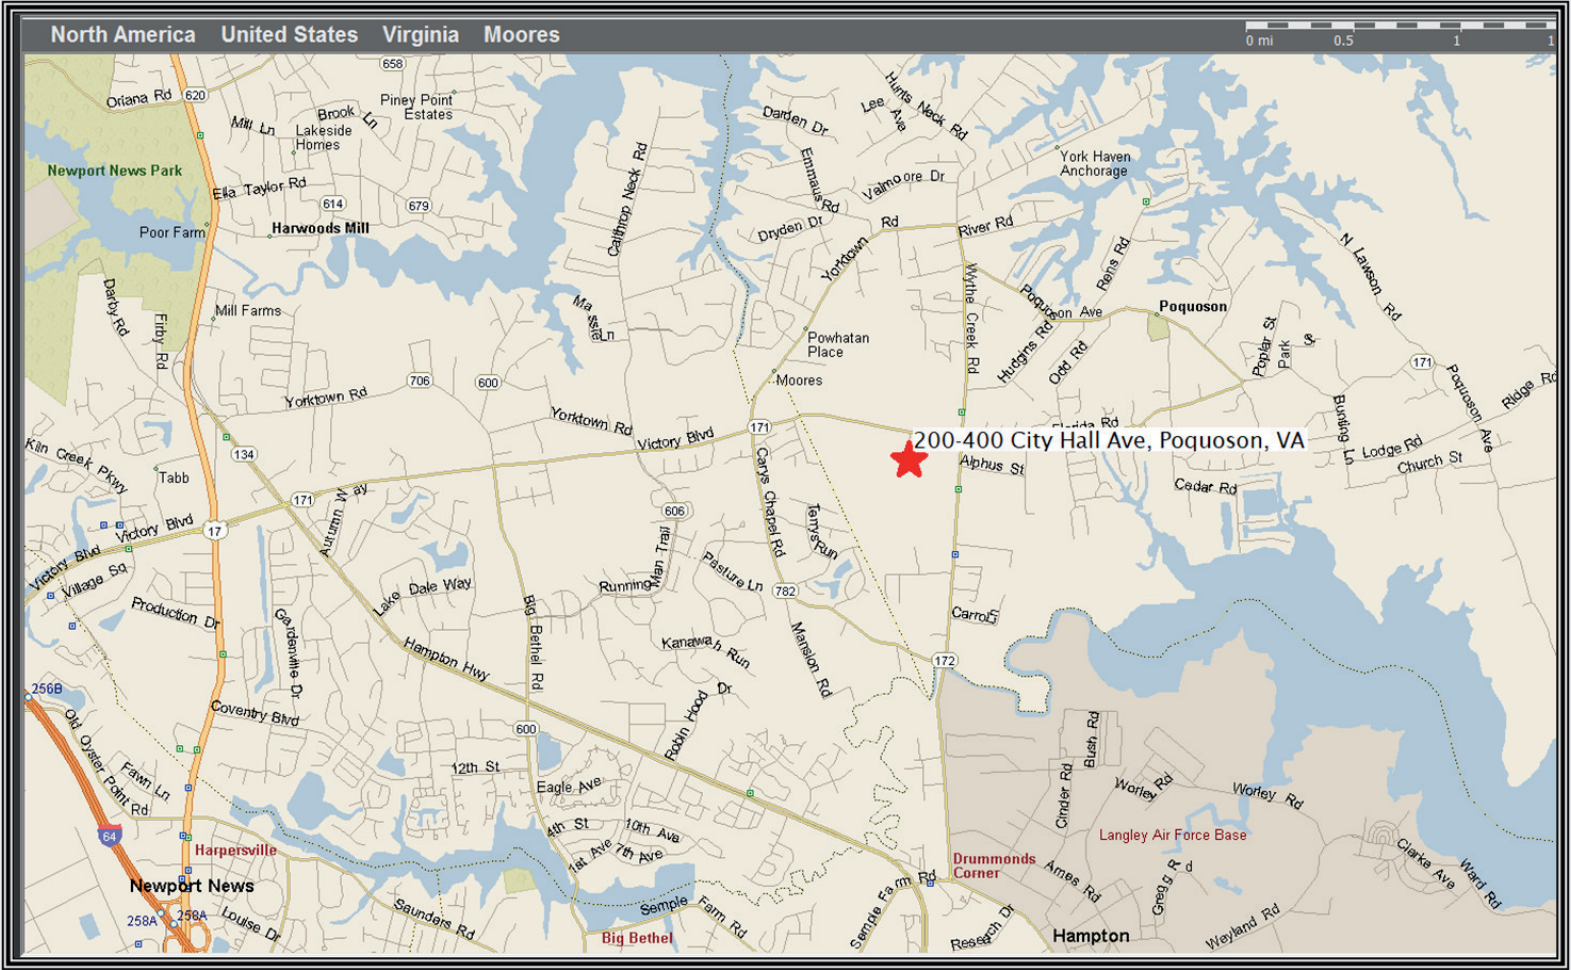 North America United States Virginia Moores
0 mi 0.5 1 1
658
Oriana Rd
620
Piney Point
Estates
Brook Ln
Mill Ln
Lakeside
Homes
Hunts Neck Rd
Lee Ave
Darden Dr
Newport News Park
Ella Taylor Rd
614
679
Calthrop Neck Rd
Emmaus Rd
Valmoore Dr
York Haven
Anchorage
Poor Farm
Harwoods Mill
Dryden Dr
Yorktown Rd
River Rd
N Lawson Rd
Rens Rd
Darby Rd
Firby Rd
Mill Farms
Massie Ln
Wythe Creek Rd
Poquoson Ave
Poquoson
Powhatan
Place
Hudgins Rd
Odd Rd
Poplar St
Park St
Moores
706
600
171
Poquoson Ave
Ridge Rd
Yorktown Rd
Yorktown Rd
Victory Blvd
171
Florida Rd
Bunting Ln
200-400 City Hall Ave, Poquoson, VA
Lodge Rd
Church St
Kiln Creek Pkwy
134
Alphus St
Tabb
Cedar Rd
171
Autumn Way
606
Carys Chapel Rd
Terrys Run
Victory Blvd
17
Victory Blvd
Village Sq
Lake Dale Way
Running Man Trail
Pasture Ln
782
Production Dr
Gardenville Dr
Big Bethel Rd
Carroll
Hampton Hwy
Kanawah Run
Mansion Rd
172
256B
Coventry Blvd
Robin Hood Dr
Old Oyster Point Rd
600
Bush Rd
12th St
Fawn Ln
Eagle Ave
Cinder Rd
Worley Rd
Worley Rd
64
4th St
10th Ave
Langley Air Force Base
Harpersville
1st Ave
7th Ave
Drummonds
Corner
Clarke Ave
Ward Rd
Newport News
Ames Rd
Gregg Rd
258A
258A
Louise Dr
Saunders Rd
Semple Farm Rd
Semple Farm Rd
Research Dr
Wayland Rd
Big Bethel
Hampton